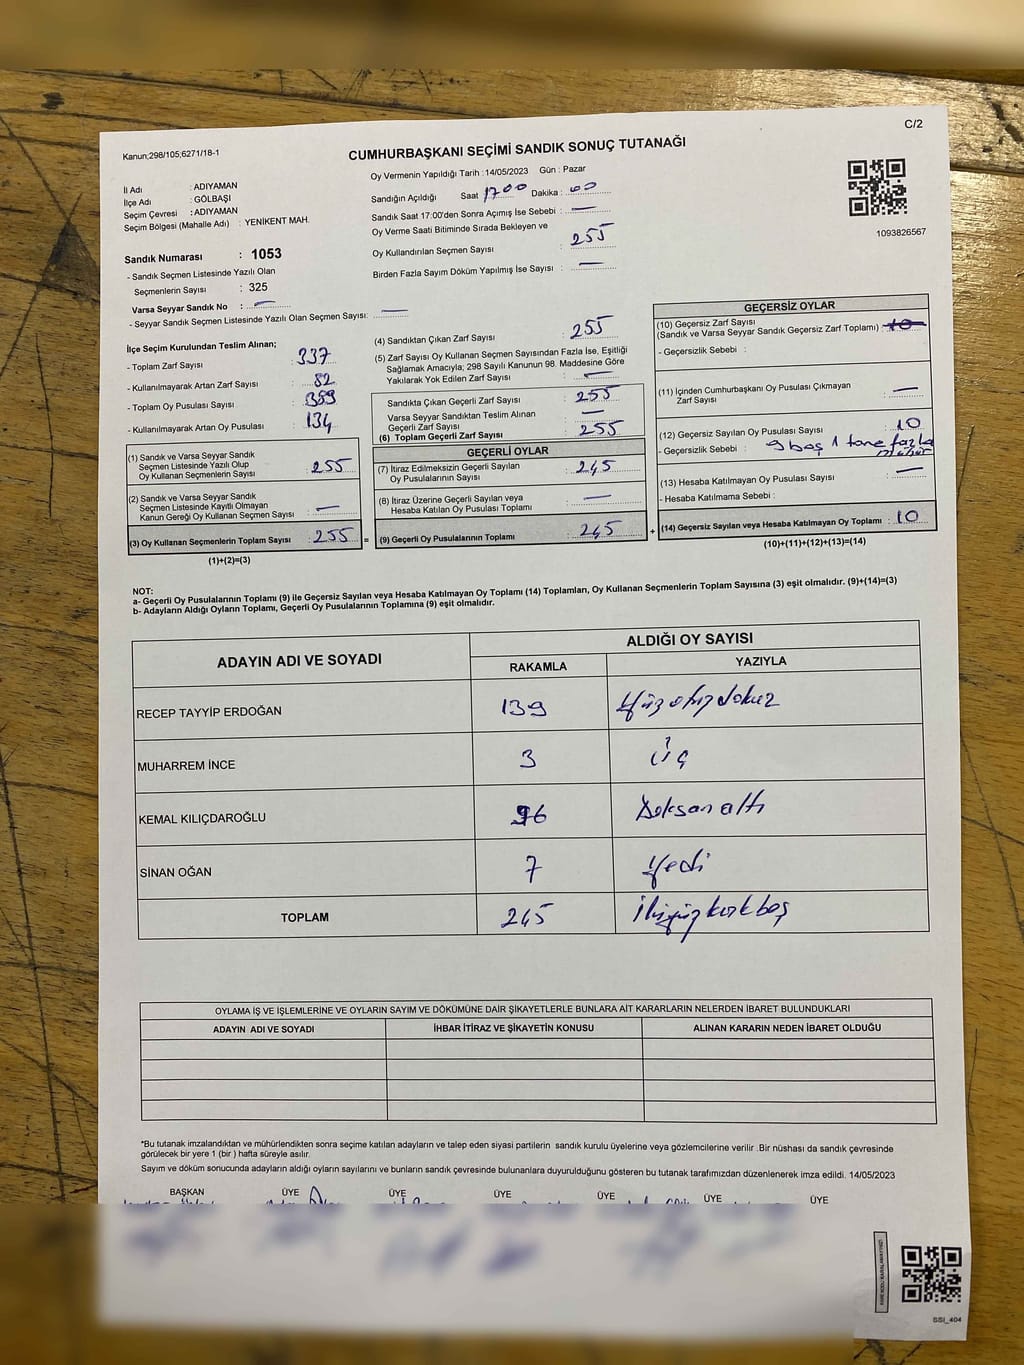 C/2
Kanun;298/105;6271/18-1
CUMHURBAŞKANI SEÇİMİ SANDIK SONUÇ TUTANAĞI
Oy Vermenin Yapıldığı Tarih : 14/05/2023 Gün : Pazar
İl Adı : ADIYAMAN
İlçe Adı : GÖLBAŞI
Seçim Çevresi : ADIYAMAN
Seçim Bölgesi (Mahalle Adı) : YENİKENT MAH.
Sandığın Açıldığı Saat 1700 Dakika : 00
Sandık Saat 17:00'den Sonra Açımış İse Sebebi : —
Oy Verme Saati Bitiminde Sırada Bekleyen ve
Oy Kullandırılan Seçmen Sayısı : 255
Birden Fazla Sayım Döküm Yapılmış İse Sayısı : —
1093826567
Sandık Numarası : 1053
- Sandık Seçmen Listesinde Yazılı Olan
Seçmenlerin Sayısı : 325
Varsa Seyyar Sandık No : —
- Seyyar Sandık Seçmen Listesinde Yazılı Olan Seçmen Sayısı: —
İlçe Seçim Kurulundan Teslim Alınan;
- Toplam Zarf Sayısı : 337
- Kullanılmayarak Artan Zarf Sayısı : 82
- Toplam Oy Pusulası Sayısı : 389
- Kullanılmayarak Artan Oy Pusulası : 134
(1) Sandık ve Varsa Seyyar Sandık
Seçmen Listesinde Yazılı Olup
Oy Kullanan Seçmenlerin Sayısı : 255
(2) Sandık ve Varsa Seyyar Sandık
Seçmen Listesinde Kayıtlı Olmayan
Kanun Gereği Oy Kullanan Seçmen Sayısı : —
(3) Oy Kullanan Seçmenlerin Toplam Sayısı : 255 =
(1)+(2)=(3)
(4) Sandıktan Çıkan Zarf Sayısı : 255
(5) Zarf Sayısı Oy Kullanan Seçmen Sayısından Fazla İse, Eşitliği
Sağlamak Amacıyla; 298 Sayılı Kanunun 98. Maddesine Göre
Yakılarak Yok Edilen Zarf Sayısı : —
Sandıkta Çıkan Geçerli Zarf Sayısı : 255
Varsa Seyyar Sandıktan Teslim Alınan
Geçerli Zarf Sayısı : —
(6) Toplam Geçerli Zarf Sayısı : 255
GEÇERLİ OYLAR
(7) İtiraz Edilmeksizin Geçerli Sayılan
Oy Pusulasının Sayısı : 245
(8) İtiraz Üzerine Geçerli Sayılan veya
Hesaba Katılan Oy Pusulası Toplamı : —
(9) Geçerli Oy Pusulalarının Toplamı : 245 +
GEÇERSİZ OYLAR
(10) Geçersiz Zarf Sayısı
(Sandık ve Varsa Seyyar Sandık Geçersiz Zarf Toplamı) : 10
- Geçersizlik Sebebi :
(11) İçinden Cumhurbaşkanı Oy Pusulası Çıkmayan
Zarf Sayısı : —
(12) Geçersiz Sayılan Oy Pusulası Sayısı : 10
- Geçersizlik Sebebi : 9 boş 1 tane fazla
mühür
(13) Hesaba Katılmayan Oy Pusulası Sayısı : —
- Hesaba Katılmama Sebebi :
(14) Geçersiz Sayılan veya Hesaba Katılmayan Oy Toplamı : 10
(10)+(11)+(12)+(13)=(14)
NOT:
a- Geçerli Oy Pusulalarının Toplamı (9) ile Geçersiz Sayılan veya Hesaba Katılmayan Oy Toplamı (14) Toplamları, Oy Kullanan Seçmenlerin Toplam Sayısına (3) eşit olmalıdır. (9)+(14)=(3)
b- Adayların Aldığı Oyların Toplamı, Geçerli Oy Pusulalarının Toplamına (9) eşit olmalıdır.
ADAYIN ADI VE SOYADI ALDIĞI OY SAYISI
RAKAMLA YAZIYLA
RECEP TAYYİP ERDOĞAN 139 Yüzotuzdokuz
MUHARREM İNCE 3 Üç
KEMAL KILIÇDAROĞLU 96 Doksanaltı
SİNAN OĞAN 7 Yedi
TOPLAM 245 İkiyüzkırkbeş
OYLAMA İŞ VE İŞLEMLERİNE VE OYLARIN SAYIM VE DÖKÜMÜNE DAİR ŞİKAYETLERLE BUNLARA AİT KARARLARIN NELERDEN İBARET BULUNDUKLARI
ADAYIN ADI VE SOYADI İHBAR İTİRAZ VE ŞİKAYETİN KONUSU ALINAN KARARIN NEDEN İBARET OLDUĞU
*Bu tutanak imzalandıktan ve mühürlendikten sonra seçime katılan adayların ve talep eden siyasi partilerin sandık kurulu üyelerine veya gözlemcilerine verilir .Bir nüshası da sandık çevresinde
görülecek bir yere 1 (bir ) hafta süreyle asılır.
Sayım ve döküm sonucunda adayların aldığı oyların sayılarını ve bunların sandık çevresinde bulunanlara duyurulduğunu gösteren bu tutanak tarafımızdan düzenlenerek imza edildi. 14/05/2023
BAŞKAN ÜYE ÜYE ÜYE ÜYE ÜYE ÜYE
SSI_404